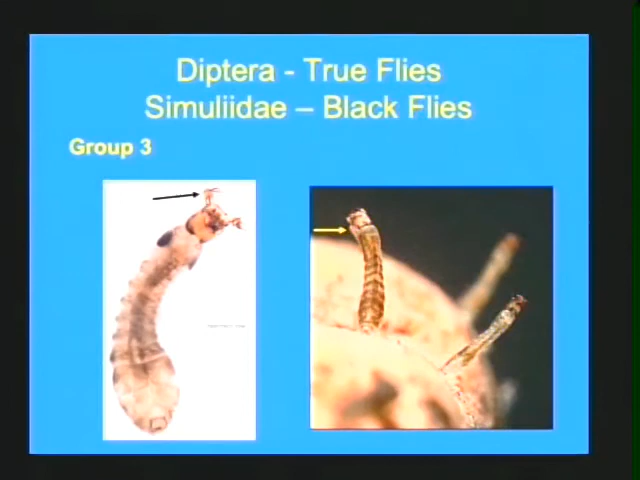 Diptera - True Flies
Simuliidae – Black Flies
Group 3